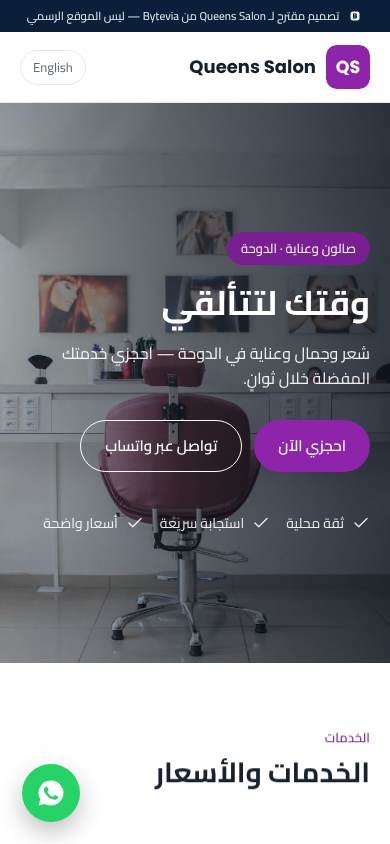 تصميم مقترح لـ Queens Salon من Bytevia — ليس الموقع الرسمي
QS
Queens Salon
English
صالون وعناية · الدوحة
وقتك لتتألقي
شعر وجمال وعناية في الدوحة — احجزي خدمتك
المفضلة خلال ثوانٍ.
احجزي الآن
تواصل عبر واتساب
ثقة محلية
استجابة سريعة
أسعار واضحة
الخدمات
الخدمات والأسعار